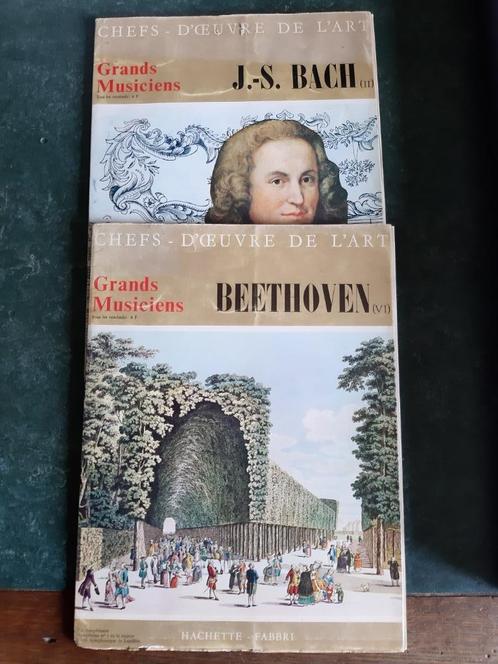 CHEFS - D'ŒUVRE DE L'ART
Grands
Musiciens
J.-S. BACH (II)
CHEFS - D'ŒUVRE DE L'ART
Grands
Musiciens
BEETHOVEN (VI)
HACHETTE - FABBRI